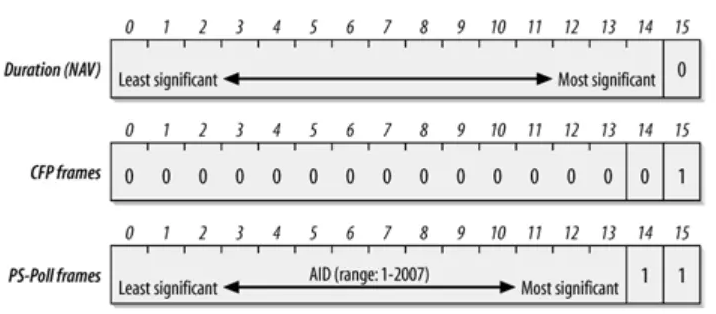 0 1 2 3 4 5 6 7 8 9 10 11 12 13 14 15
Duration (NAV) Least significant Most significant 0
0 1 2 3 4 5 6 7 8 9 10 11 12 13 14 15
CFP frames 0 0 0 0 0 0 0 0 0 0 0 0 0 0 0 1
0 1 2 3 4 5 6 7 8 9 10 11 12 13 14 15
PS-Poll frames Least significant AID (range: 1-2007) Most significant 1 1